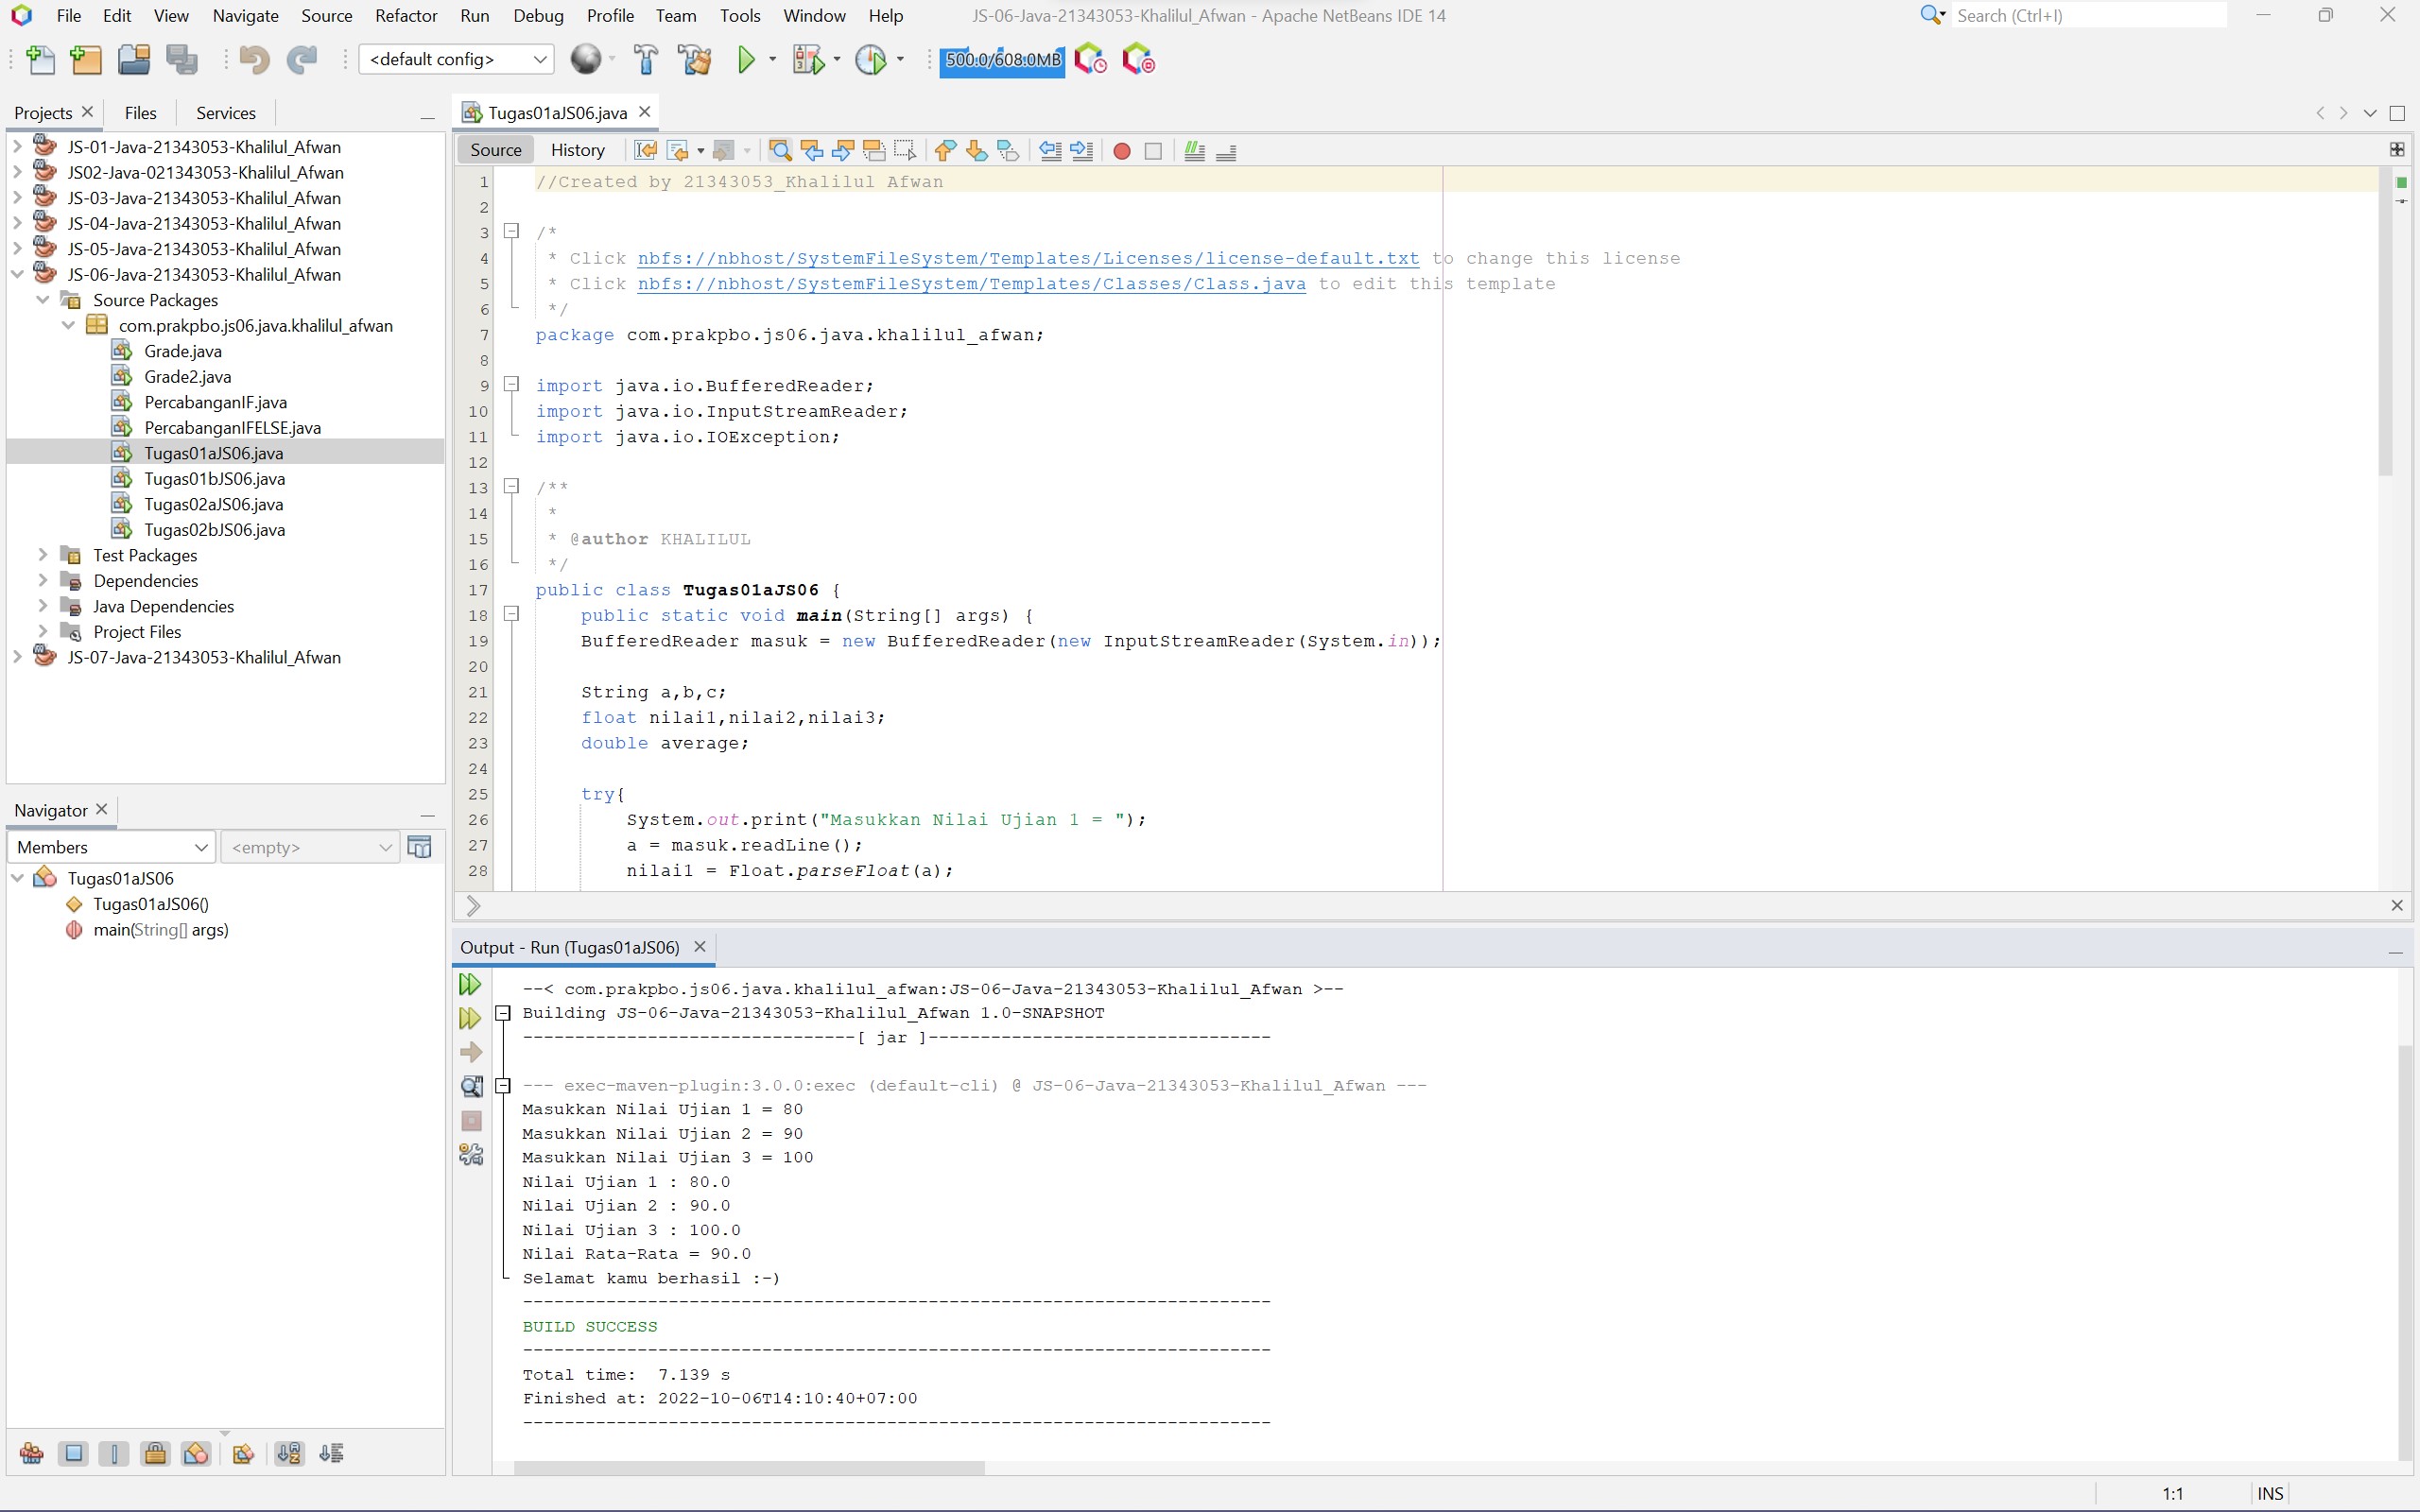 File Edit View Navigate Source Refactor Run Debug Profile Team Tools Window Help
JS-06-Java-21343053-Khalilul_Afwan - Apache NetBeans IDE 14
Search (Ctrl+I)
<default config>
500.0/608.0MB
Projects Files Services
JS-01-Java-21343053-Khalilul_Afwan
JS02-Java-021343053-Khalilul_Afwan
JS-03-Java-21343053-Khalilul_Afwan
JS-04-Java-21343053-Khalilul_Afwan
JS-05-Java-21343053-Khalilul_Afwan
JS-06-Java-21343053-Khalilul_Afwan
Source Packages
com.prakpbo.js06.java.khalilul_afwan
Grade.java
Grade2.java
PercabanganIF.java
PercabanganIFELSE.java
Tugas01aJS06.java
Tugas01bJS06.java
Tugas02aJS06.java
Tugas02bJS06.java
Test Packages
Dependencies
Java Dependencies
Project Files
JS-07-Java-21343053-Khalilul_Afwan
Navigator
Members <empty>
Tugas01aJS06
Tugas01aJS06()
main(String[] args)
Tugas01aJS06.java
Source History
1 //Created by 21343053_Khalilul Afwan
2
3 /*
4 * Click nbfs://nbhost/SystemFileSystem/Templates/Licenses/license-default.txt to change this license
5 * Click nbfs://nbhost/SystemFileSystem/Templates/Classes/Class.java to edit this template
6 */
7 package com.prakpbo.js06.java.khalilul_afwan;
8
9 import java.io.BufferedReader;
10 import java.io.InputStreamReader;
11 import java.io.IOException;
12
13 /**
14 *
15 * @author KHALILUL
16 */
17 public class Tugas01aJS06 {
18 public static void main(String[] args) {
19 BufferedReader masuk = new BufferedReader(new InputStreamReader(System.in));
20
21 String a,b,c;
22 float nilai1,nilai2,nilai3;
23 double average;
24
25 try{
26 System.out.print("Masukkan Nilai Ujian 1 = ");
27 a = masuk.readLine();
28 nilai1 = Float.parseFloat(a);
Output - Run (Tugas01aJS06)
--< com.prakpbo.js06.java.khalilul_afwan:JS-06-Java-21343053-Khalilul_Afwan >--
Building JS-06-Java-21343053-Khalilul_Afwan 1.0-SNAPSHOT
--------------------------------[ jar ]---------------------------------
--- exec-maven-plugin:3.0.0:exec (default-cli) @ JS-06-Java-21343053-Khalilul_Afwan ---
Masukkan Nilai Ujian 1 = 80
Masukkan Nilai Ujian 2 = 90
Masukkan Nilai Ujian 3 = 100
Nilai Ujian 1 : 80.0
Nilai Ujian 2 : 90.0
Nilai Ujian 3 : 100.0
Nilai Rata-Rata = 90.0
Selamat kamu berhasil :-)
------------------------------------------------------------------------
BUILD SUCCESS
------------------------------------------------------------------------
Total time: 7.139 s
Finished at: 2022-10-06T14:10:40+07:00
------------------------------------------------------------------------
1:1 INS